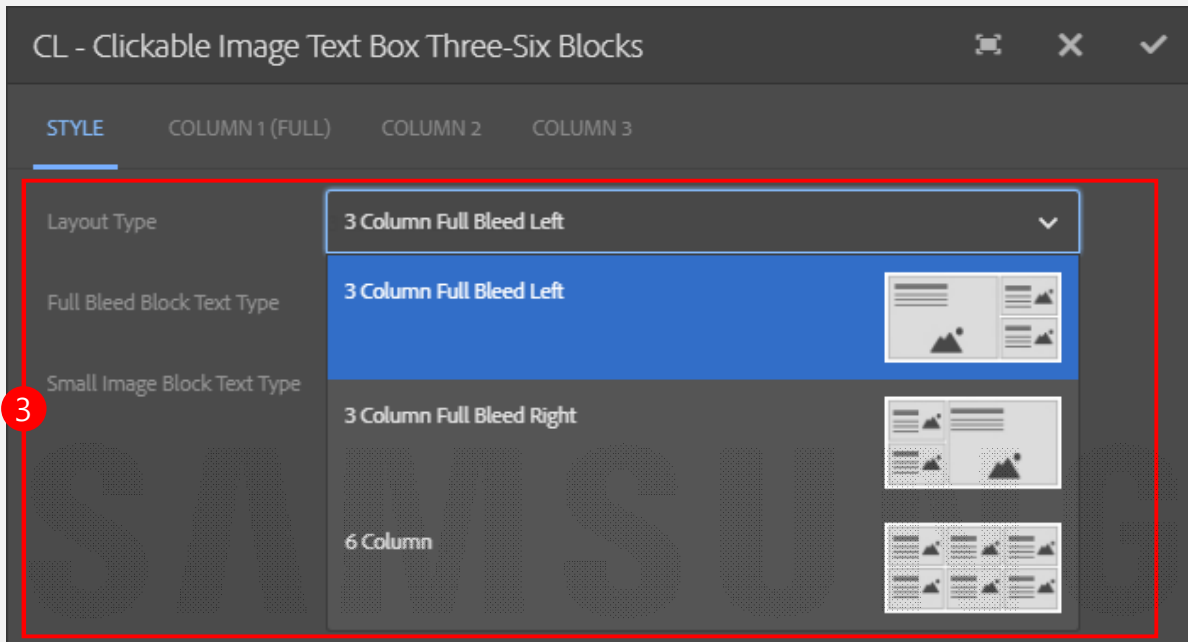 CL - Clickable Image Text Box Three-Six Blocks
STYLE COLUMN 1 (FULL) COLUMN 2 COLUMN 3
Layout Type 3 Column Full Bleed Left
3 Column Full Bleed Left
Full Bleed Block Text Type
Small Image Block Text Type
3
3 Column Full Bleed Right
6 Column
SAMSUNG